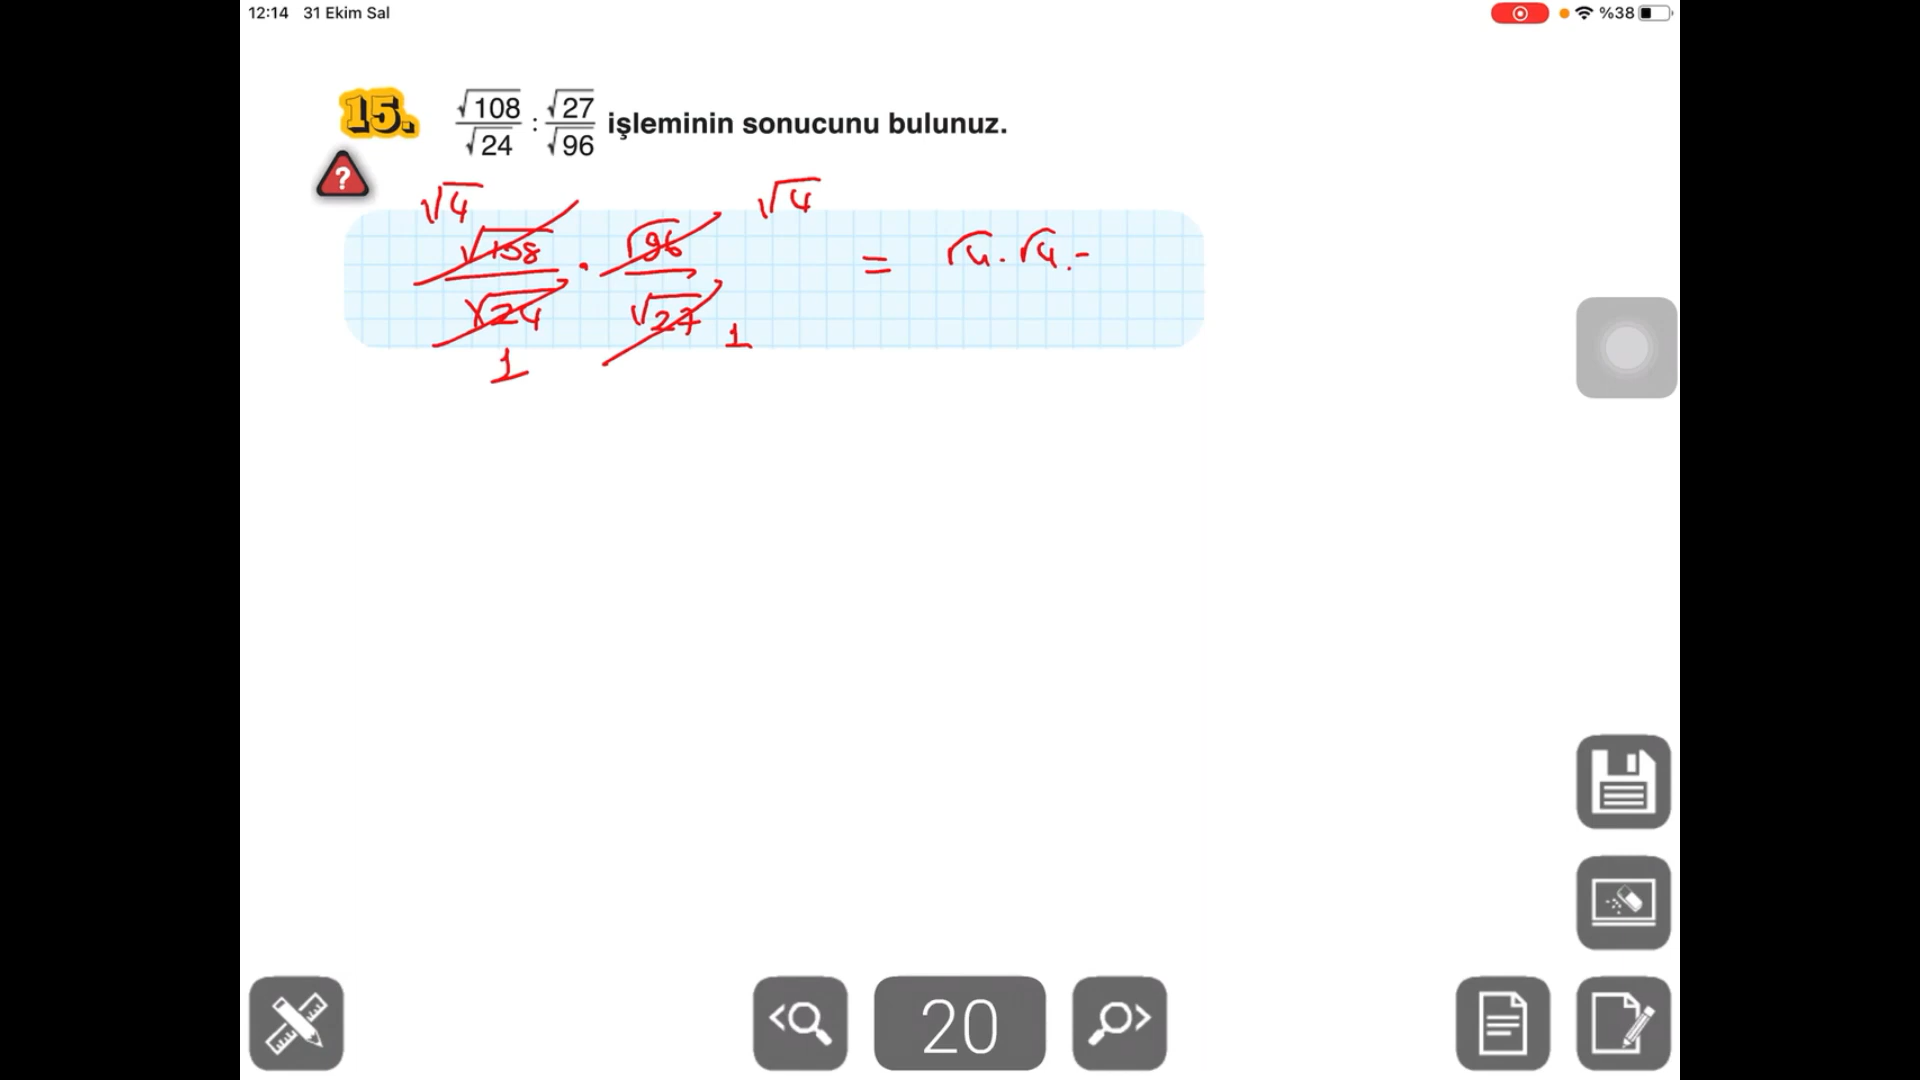 12:14 31 Ekim Sal %38
15. √108/√24 : √27/√96 işleminin sonucunu bulunuz.
?
√4 √4
√108/√24 · √96/√27 = √4 · √4 · =
1 1
20